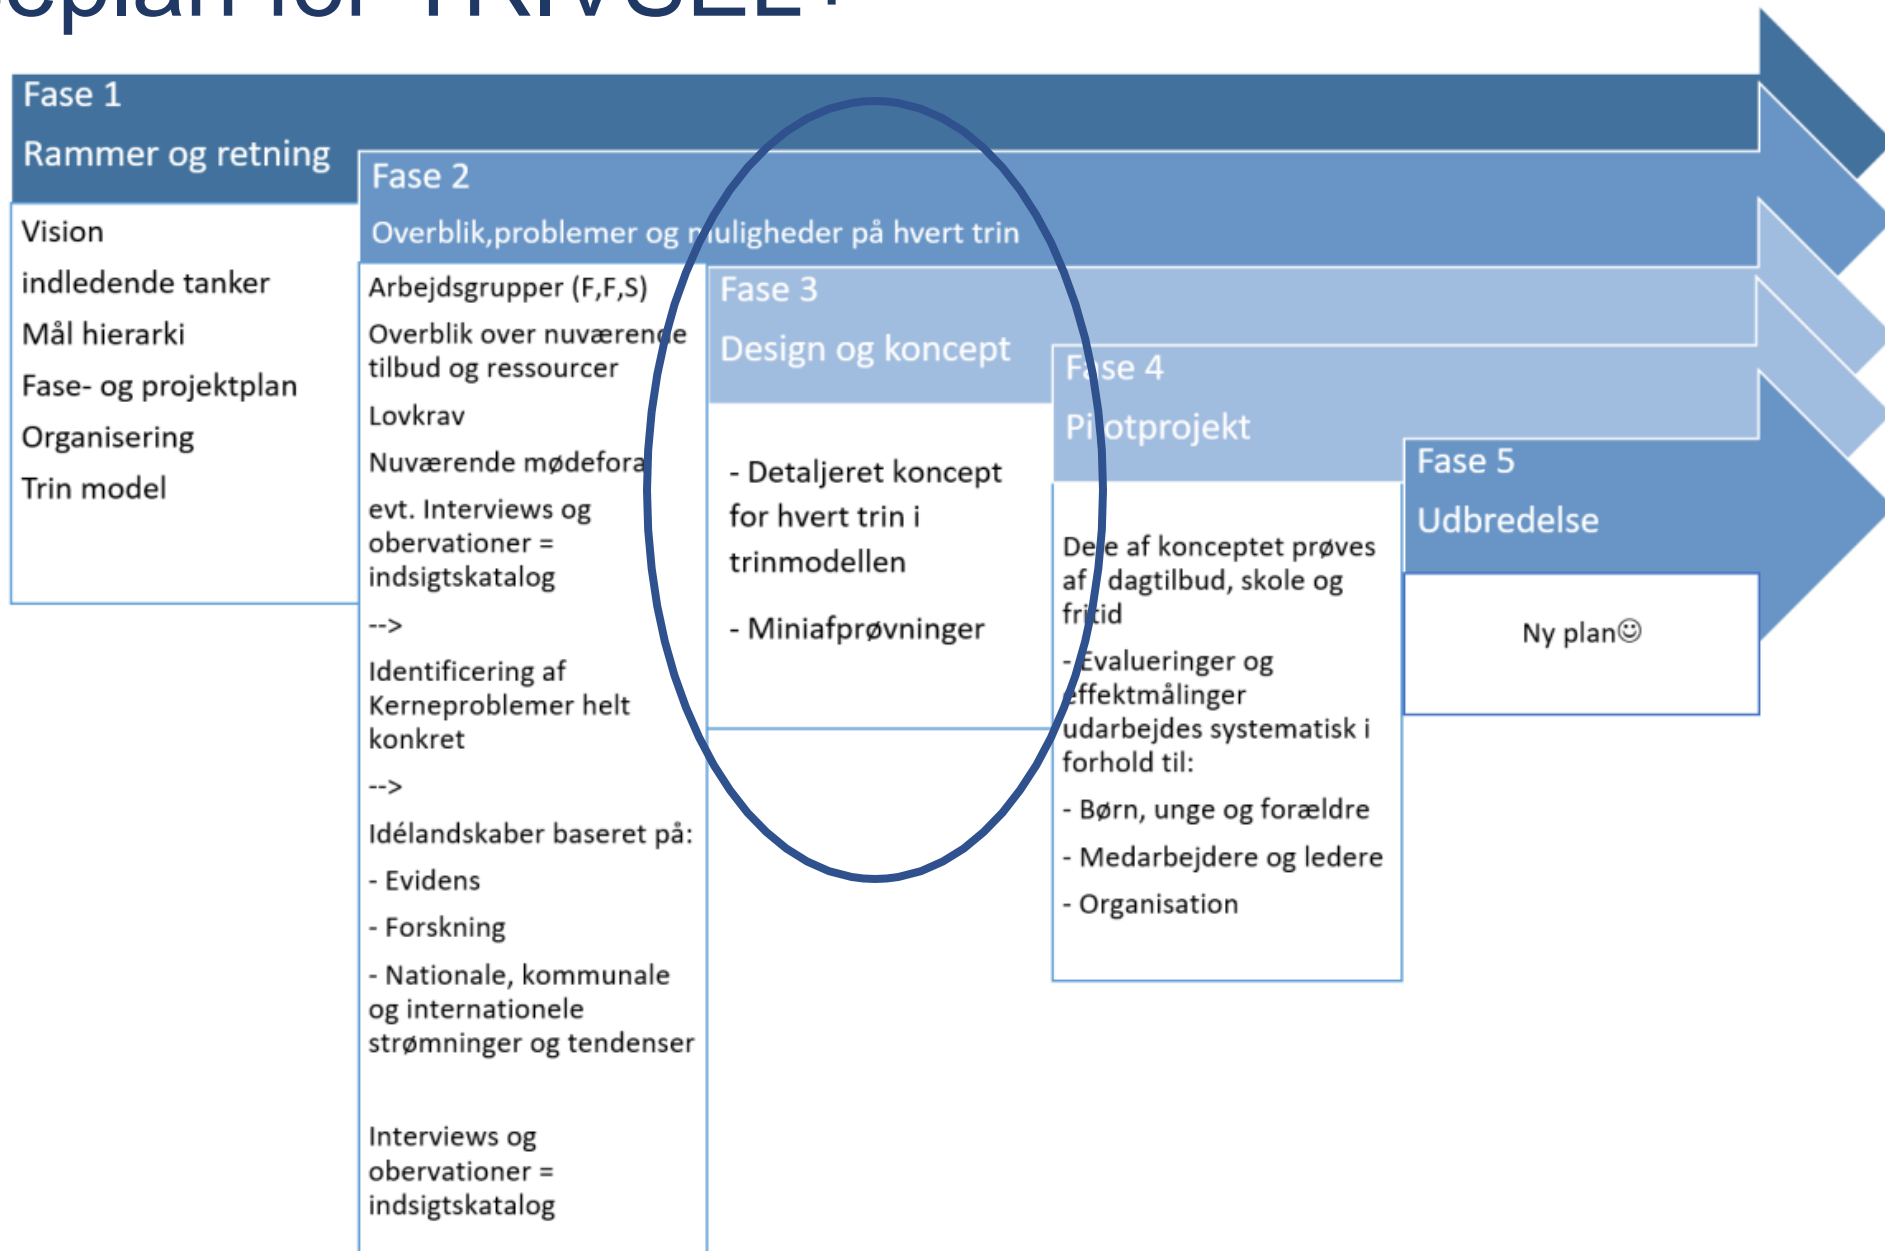 eplan for TRIVSEL+
Fase 1
Rammer og retning
Vision
indledende tanker
Mål hierarki
Fase- og projektplan
Organisering
Trin model
Fase 2
Overblik,problemer og muligheder på hvert trin
Arbejdsgrupper (F,F,S)
Overblik over nuværende
tilbud og ressourcer
Lovkrav
Nuværende mødefora
evt. Interviews og
obervationer =
indsigtskatalog
-->
Identificering af
Kerneproblemer helt
konkret
-->
Idélandskaber baseret på:
- Evidens
- Forskning
- Nationale, kommunale
og internationele
strømninger og tendenser
Interviews og
obervationer =
indsigtskatalog
Fase 3
Design og koncept
- Detaljeret koncept
for hvert trin i
trinmodellen
- Miniafprøvninger
Fase 4
Pilotprojekt
Dele af konceptet prøves
af i dagtilbud, skole og
fritid
- Evalueringer og
effektmålinger
udarbejdes systematisk i
forhold til:
- Børn, unge og forældre
- Medarbejdere og ledere
- Organisation
Fase 5
Udbredelse
Ny plan☺